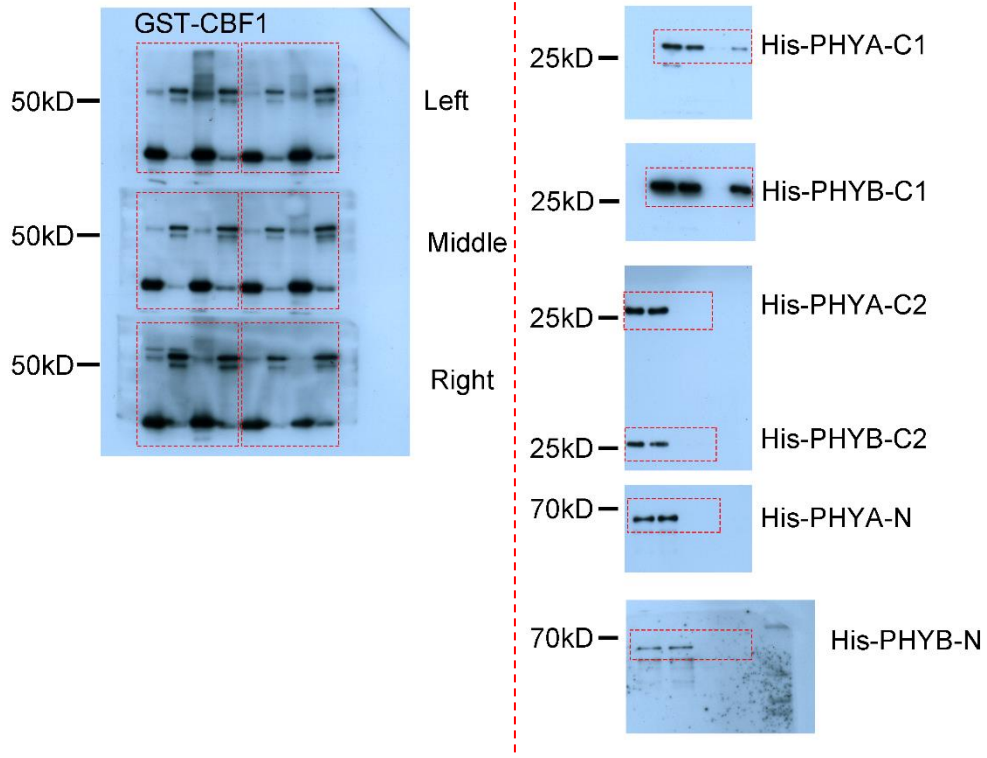 GST-CBF1
50kD
Left
50kD
Middle
50kD
Right
25kD
His-PHYA-C1
25kD
His-PHYB-C1
25kD
His-PHYA-C2
25kD
His-PHYB-C2
70kD
His-PHYA-N
70kD
His-PHYB-N